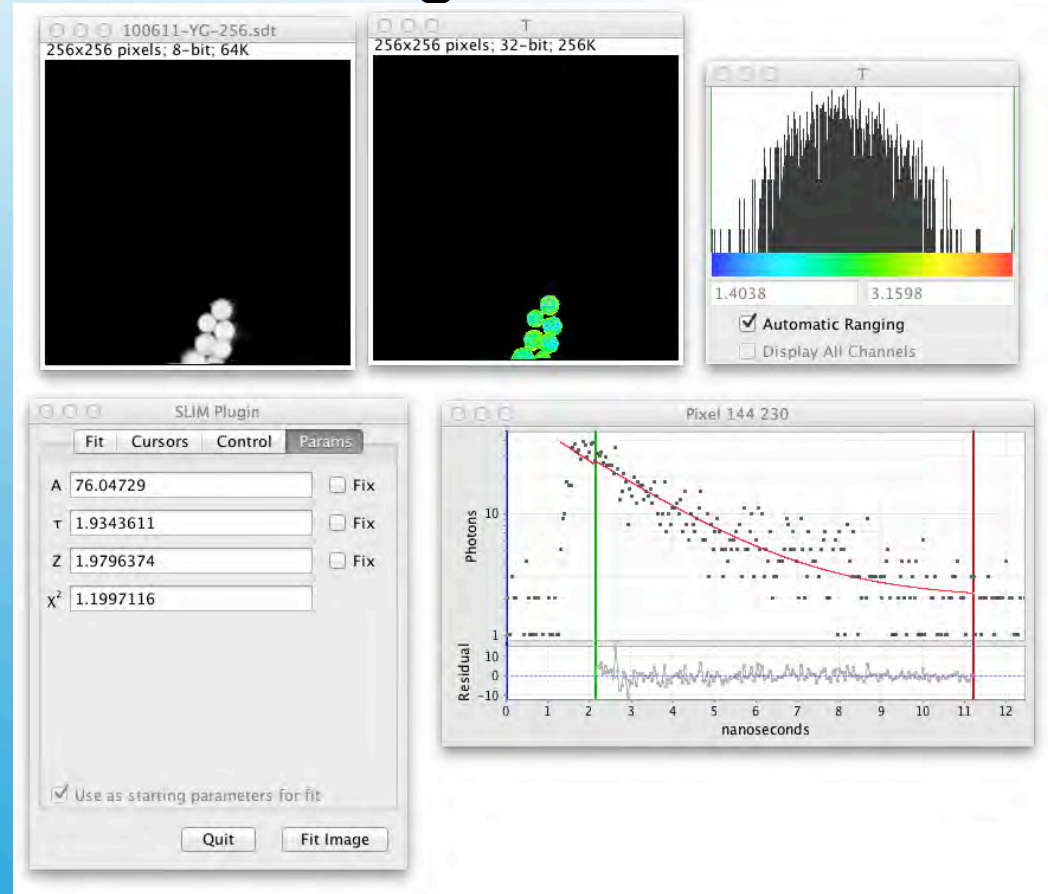 100611-YG-256.sdt
256x256 pixels; 8-bit; 64K
T
256x256 pixels; 32-bit; 256K
T
1.4038 3.1598
Automatic Ranging
Display All Channels
SLIM Plugin
Fit Cursors Control Params
A 76.04729 Fix
τ 1.9343611 Fix
Z 1.9796374 Fix
χ² 1.1997116
Use as starting parameters for fit
Quit Fit Image
Pixel 144 230
Photons
10
1
Residual
10
0
-10
0 1 2 3 4 5 6 7 8 9 10 11 12
nanoseconds